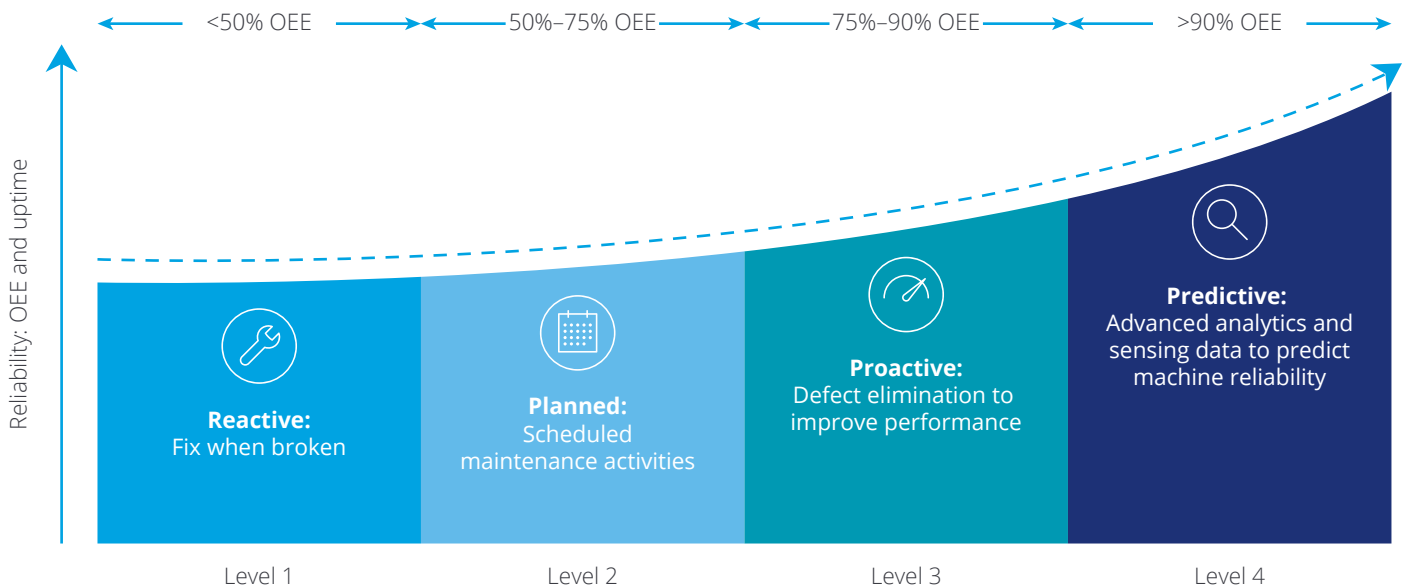 <50% OEE
50%–75% OEE
75%–90% OEE
>90% OEE
Reliability: OEE and uptime
Reactive:
Fix when broken
Planned:
Scheduled
maintenance activities
Proactive:
Defect elimination to
improve performance
Predictive:
Advanced analytics and
sensing data to predict
machine reliability
Level 1
Level 2
Level 3
Level 4